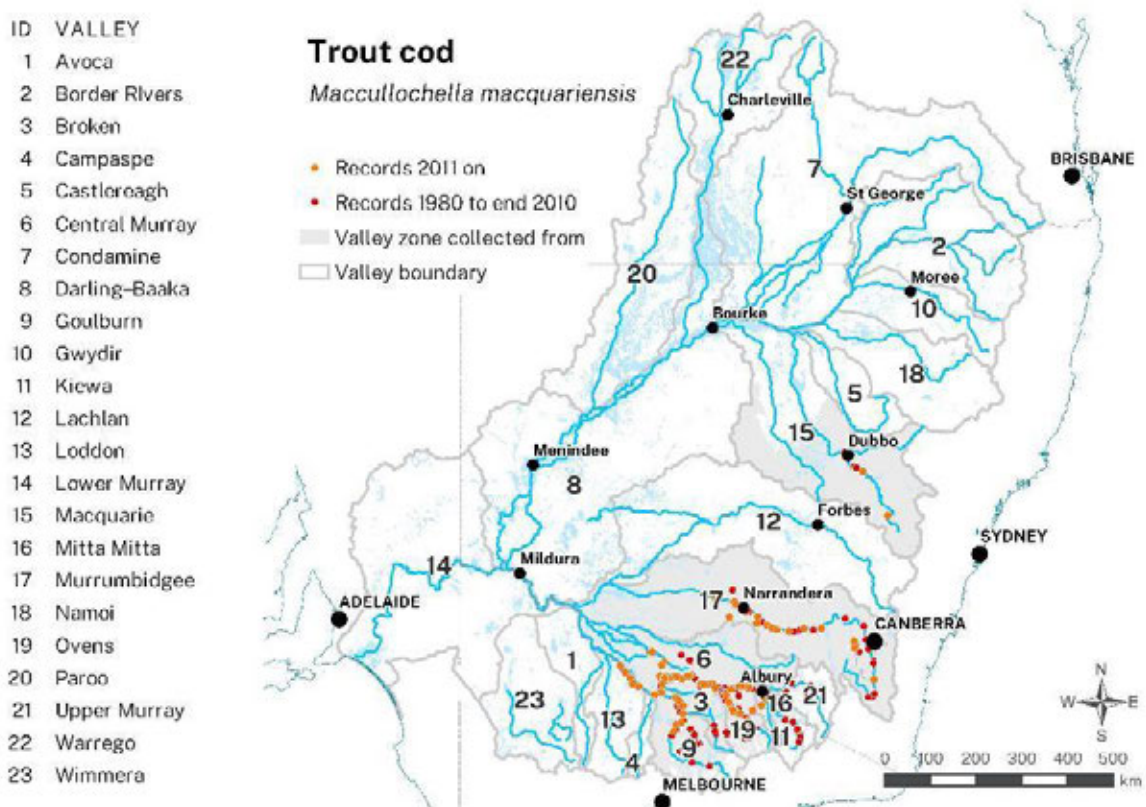 ID VALLEY
1 Avoca
2 Border Rivers
3 Broken
4 Campaspe
5 Castlereagh
6 Central Murray
7 Condamine
8 Darling–Baaka
9 Goulburn
10 Gwydir
11 Kiewa
12 Lachlan
13 Loddon
14 Lower Murray
15 Macquarie
16 Mitta Mitta
17 Murrumbidgee
18 Namoi
19 Ovens
20 Paroo
21 Upper Murray
22 Warrego
23 Wimmera
Trout cod
Maccullochella macquariensis
Records 2011 on
Records 1980 to end 2010
Valley zone collected from
Valley boundary
22
Charleville
BRISBANE
7
St George
2
20
Moree
10
Bourke
18
5
15
Dubbo
Menindee
8
12
Forbes
SYDNEY
14
Mildura
17
Narrandera
ADELAIDE
CANBERRA
1
6
Albury
23
3
16
21
13
19
9
11
4
MELBOURNE
N
W E
S
0 100 200 300 400 500
km